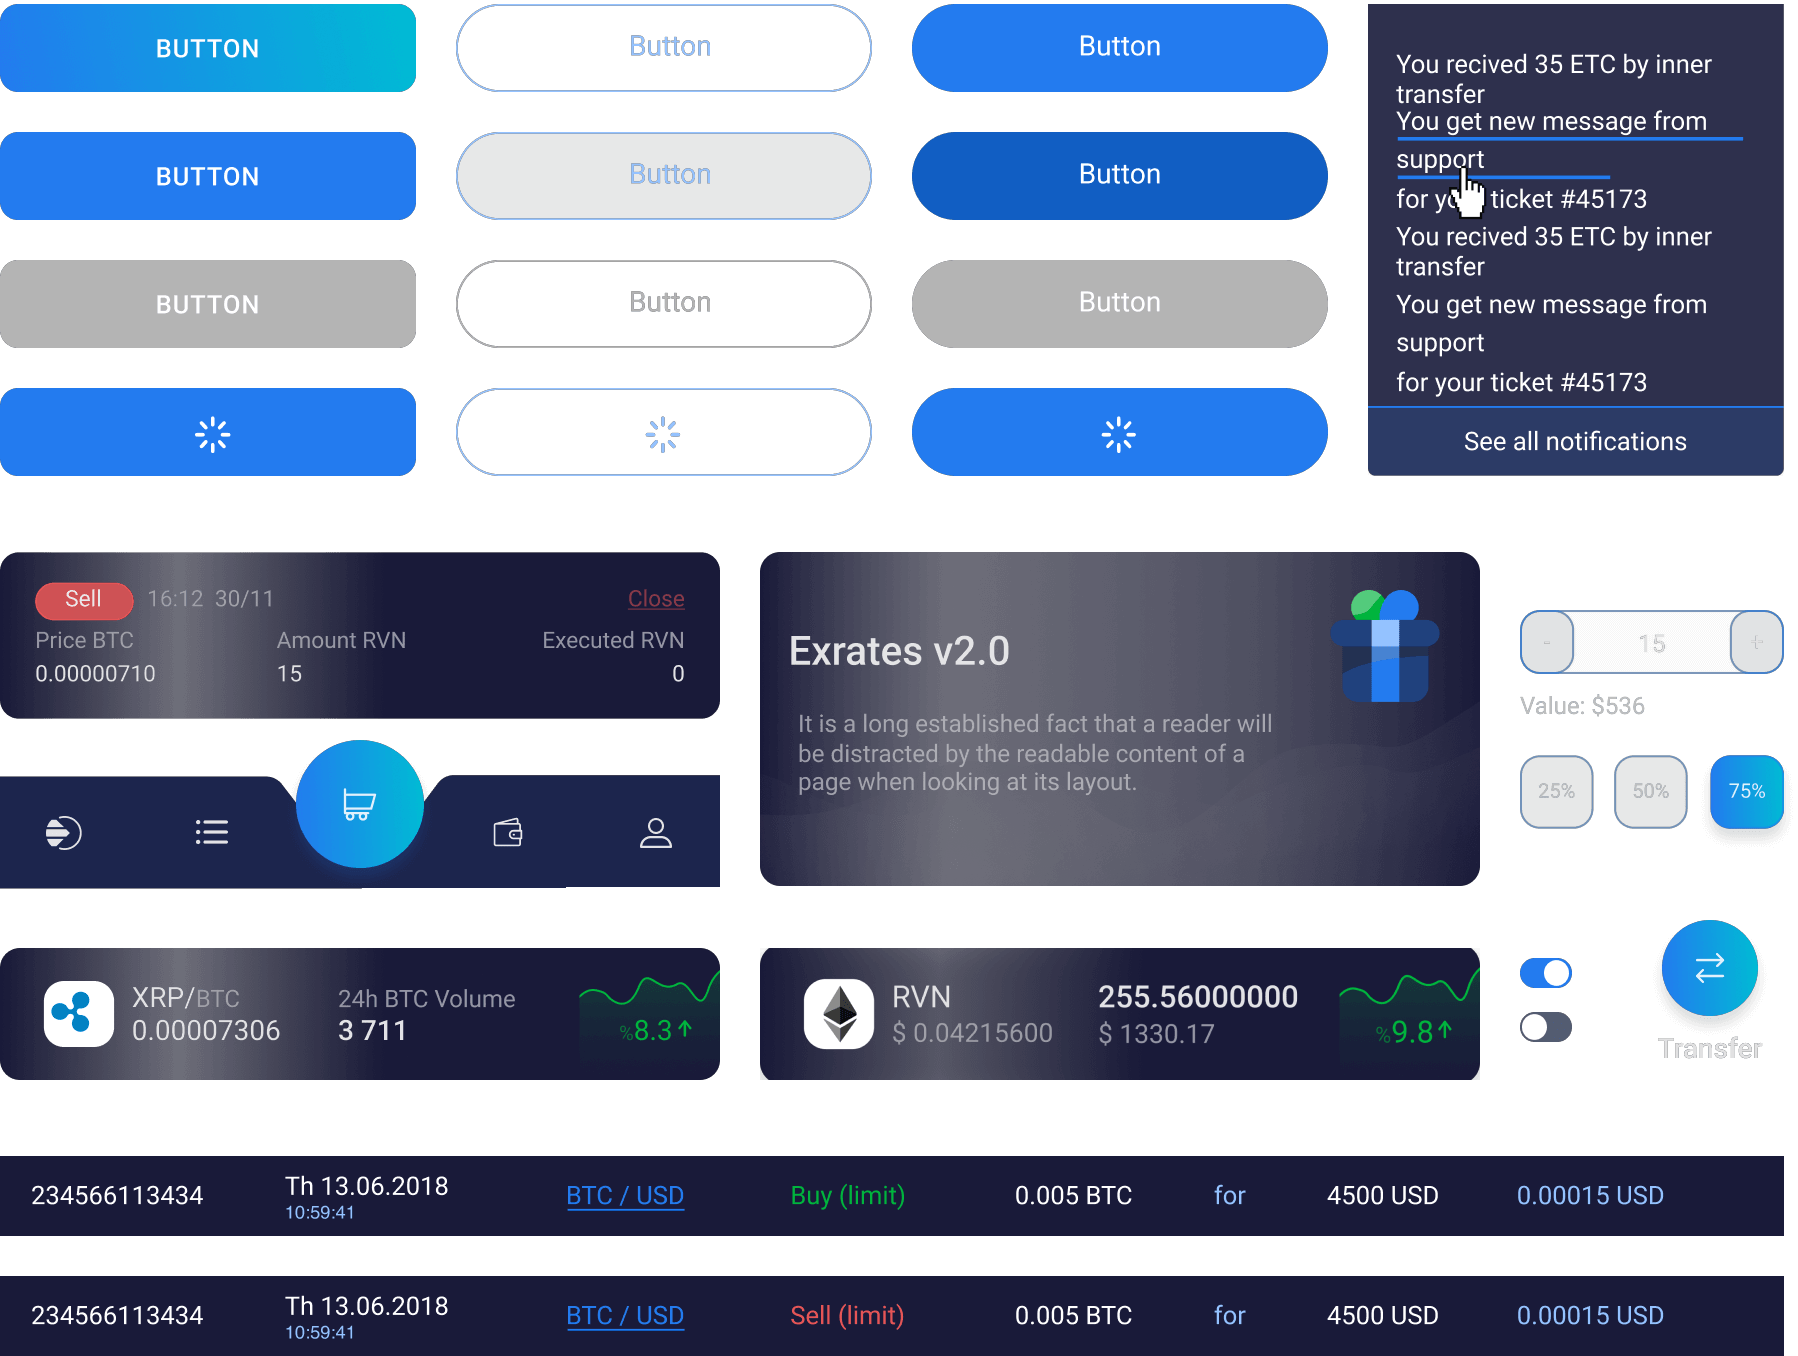 BUTTON
Button
Button
BUTTON
Button
Button
BUTTON
Button
Button
You recived 35 ETC by inner
transfer
You get new message from
support
for yo ticket #45173
You recived 35 ETC by inner
transfer
You get new message from
support
for your ticket #45173
See all notifications
Sell 16:12 30/11 Close
Price BTC Amount RVN Executed RVN
0.00000710 15 0
Exrates v2.0
It is a long established fact that a reader will
be distracted by the readable content of a
page when looking at its layout.
- 15 +
Value: $536
25% 50% 75%
XRP/BTC 24h BTC Volume
0.00007306 3 711 %8.3
RVN 255.56000000
$ 0.04215600 $ 1330.17 %9.8
Transfer
234566113434 Th 13.06.2018 BTC / USD Buy (limit) 0.005 BTC for 4500 USD 0.00015 USD
10:59:41
234566113434 Th 13.06.2018 BTC / USD Sell (limit) 0.005 BTC for 4500 USD 0.00015 USD
10:59:41